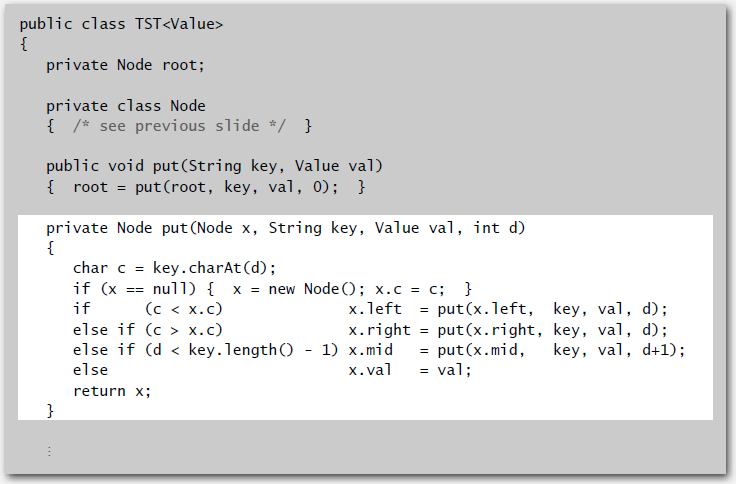 public class TST<Value>
{
   private Node root;
   private class Node
   {  /* see previous slide */  }
   public void put(String key, Value val)
   {  root = put(root, key, val, 0);  }
   private Node put(Node x, String key, Value val, int d)
   {
      char c = key.charAt(d);
      if (x == null) {  x = new Node(); x.c = c;  }
      if      (c < x.c)              x.left  = put(x.left,  key, val, d);
      else if (c > x.c)              x.right = put(x.right, key, val, d);
      else if (d < key.length() - 1) x.mid   = put(x.mid,   key, val, d+1);
      else                           x.val   = val;
      return x;
   }
   ⋮